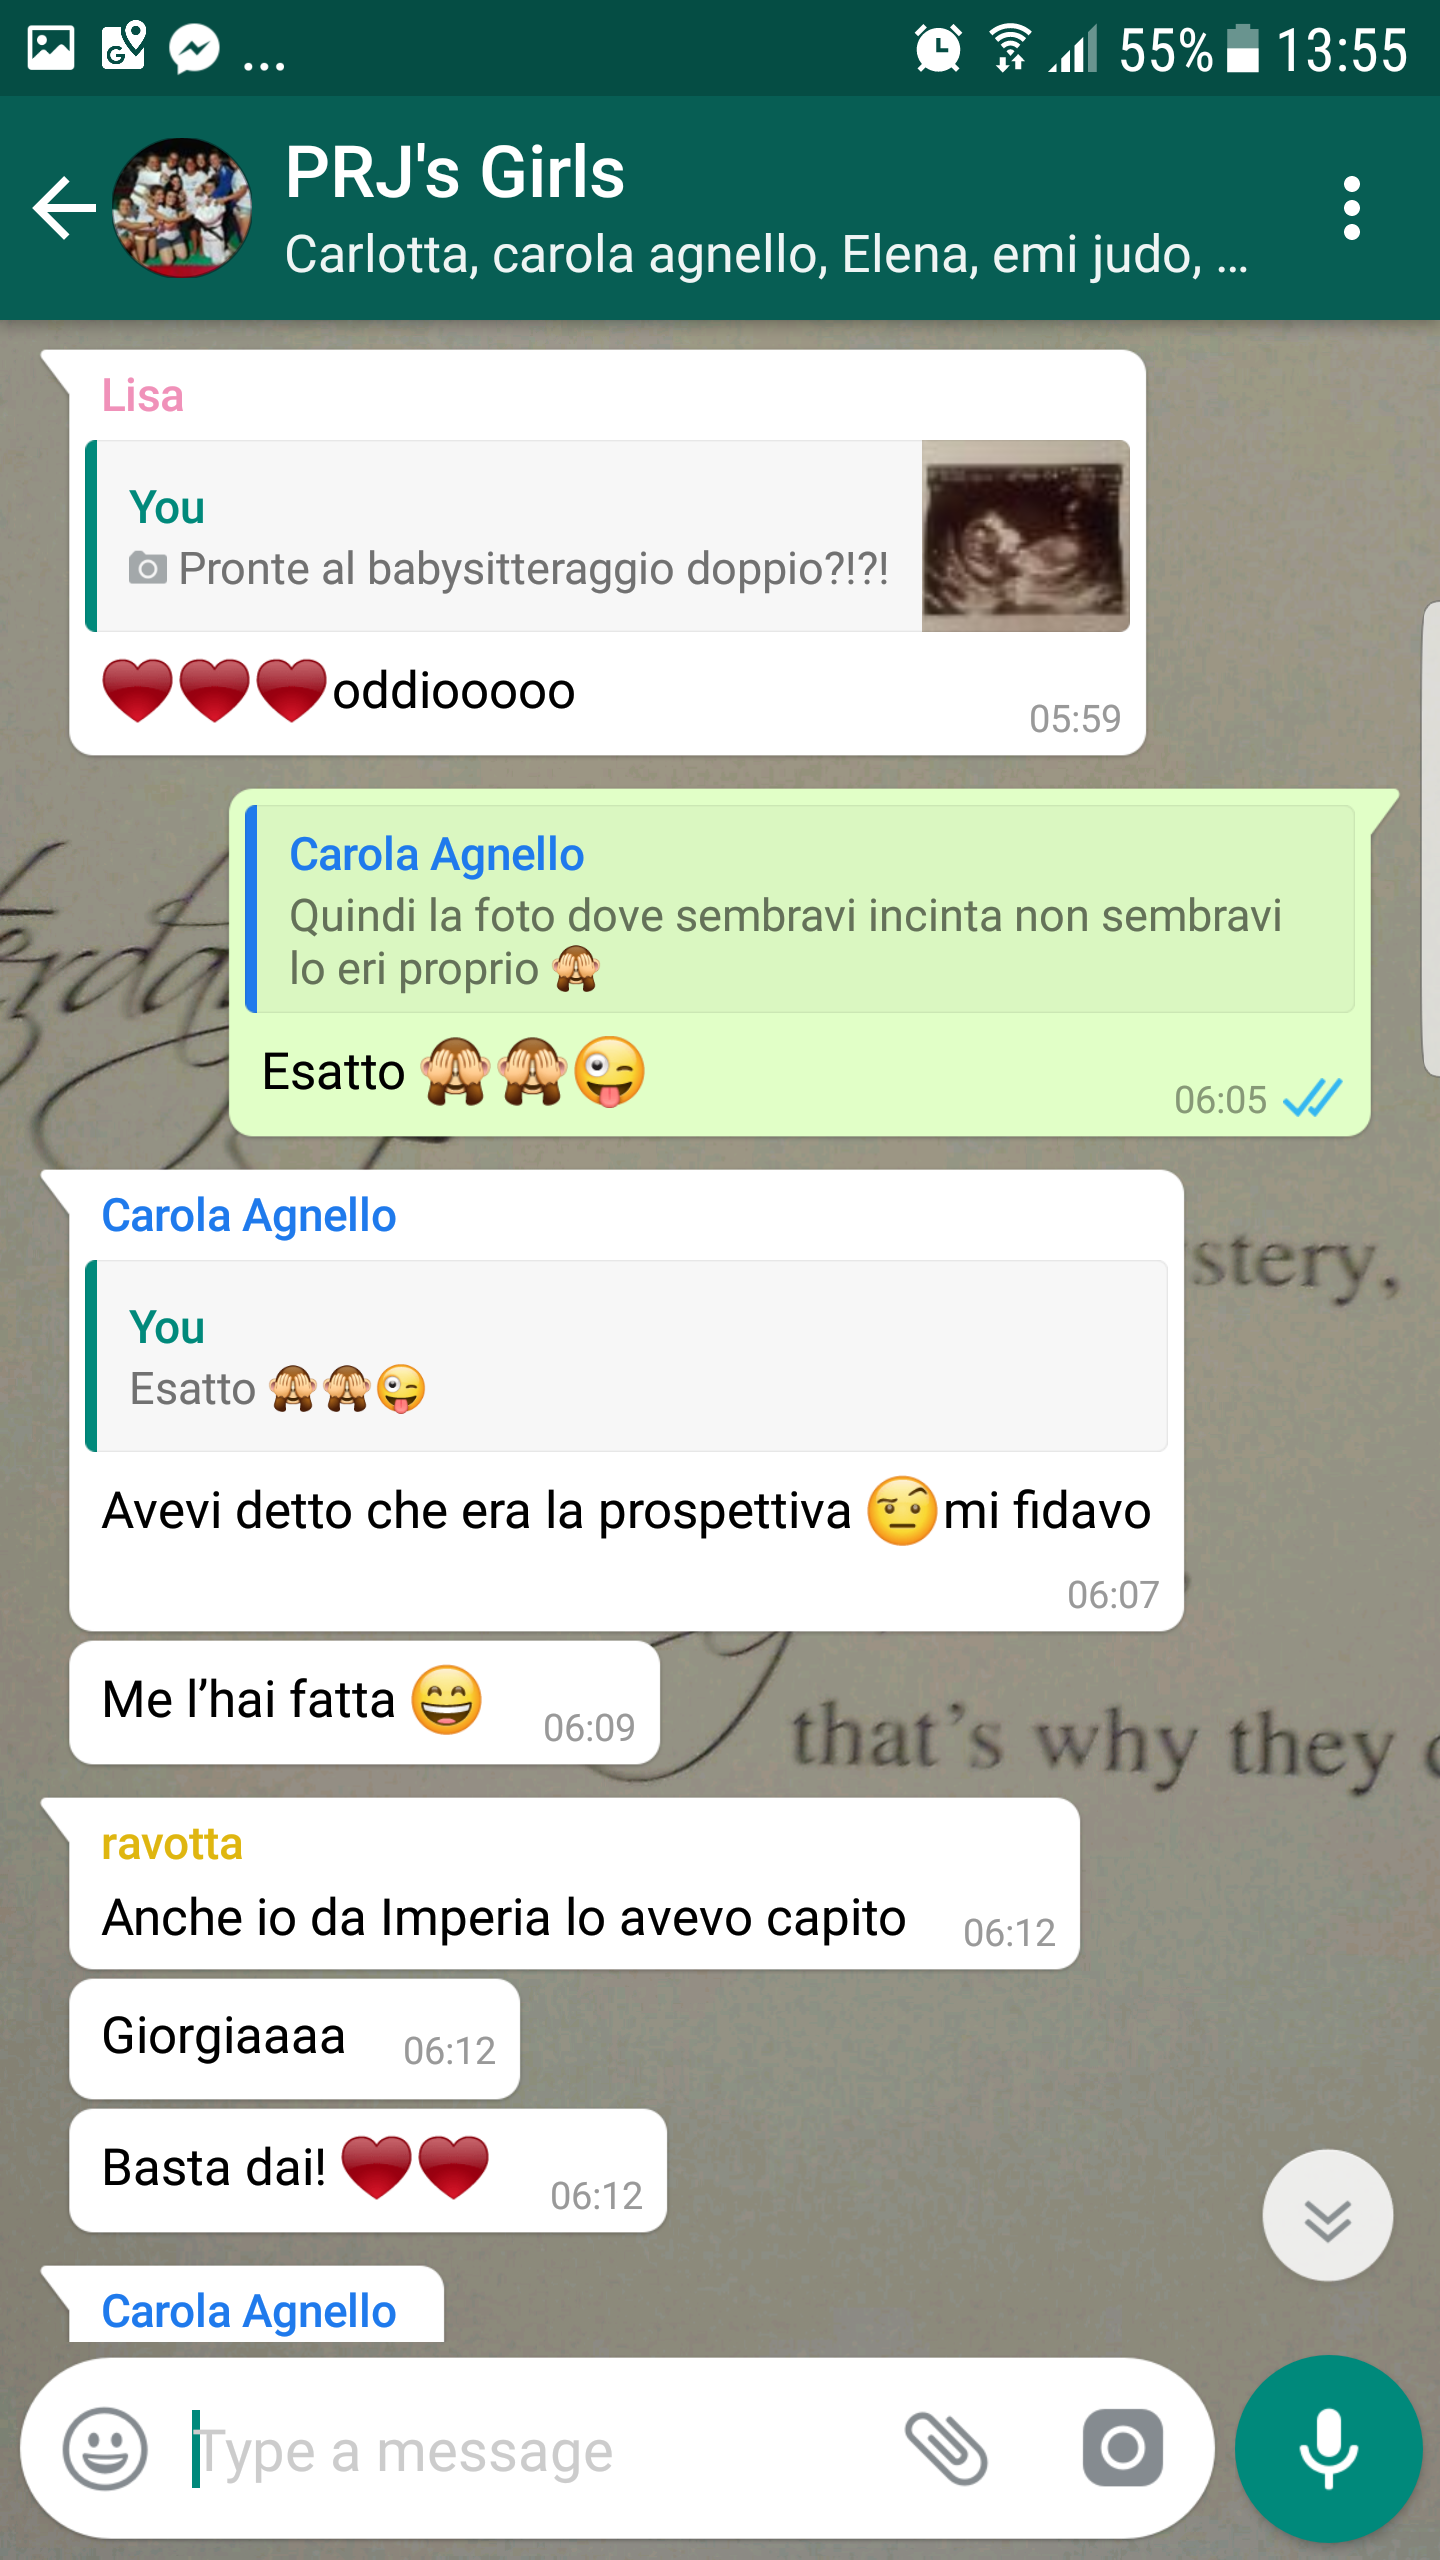 ... 55% 13:55
PRJ's Girls
Carlotta, carola agnello, Elena, emi judo, ...
Lisa
You
Pronte al babysitteraggio doppio?!?!
❤❤❤oddiooooo
05:59
Carola Agnello
Quindi la foto dove sembravi incinta non sembravi
lo eri proprio 🙈
Esatto 🙈🙈😜
06:05
Carola Agnello
You
Esatto 🙈🙈😜
Avevi detto che era la prospettiva 🤨mi fidavo
06:07
stery,
Me l’hai fatta 😄 06:09
that’s why they
ravotta
Anche io da Imperia lo avevo capito 06:12
Giorgiaaaa 06:12
Basta dai! ❤❤ 06:12
Carola Agnello
Type a message